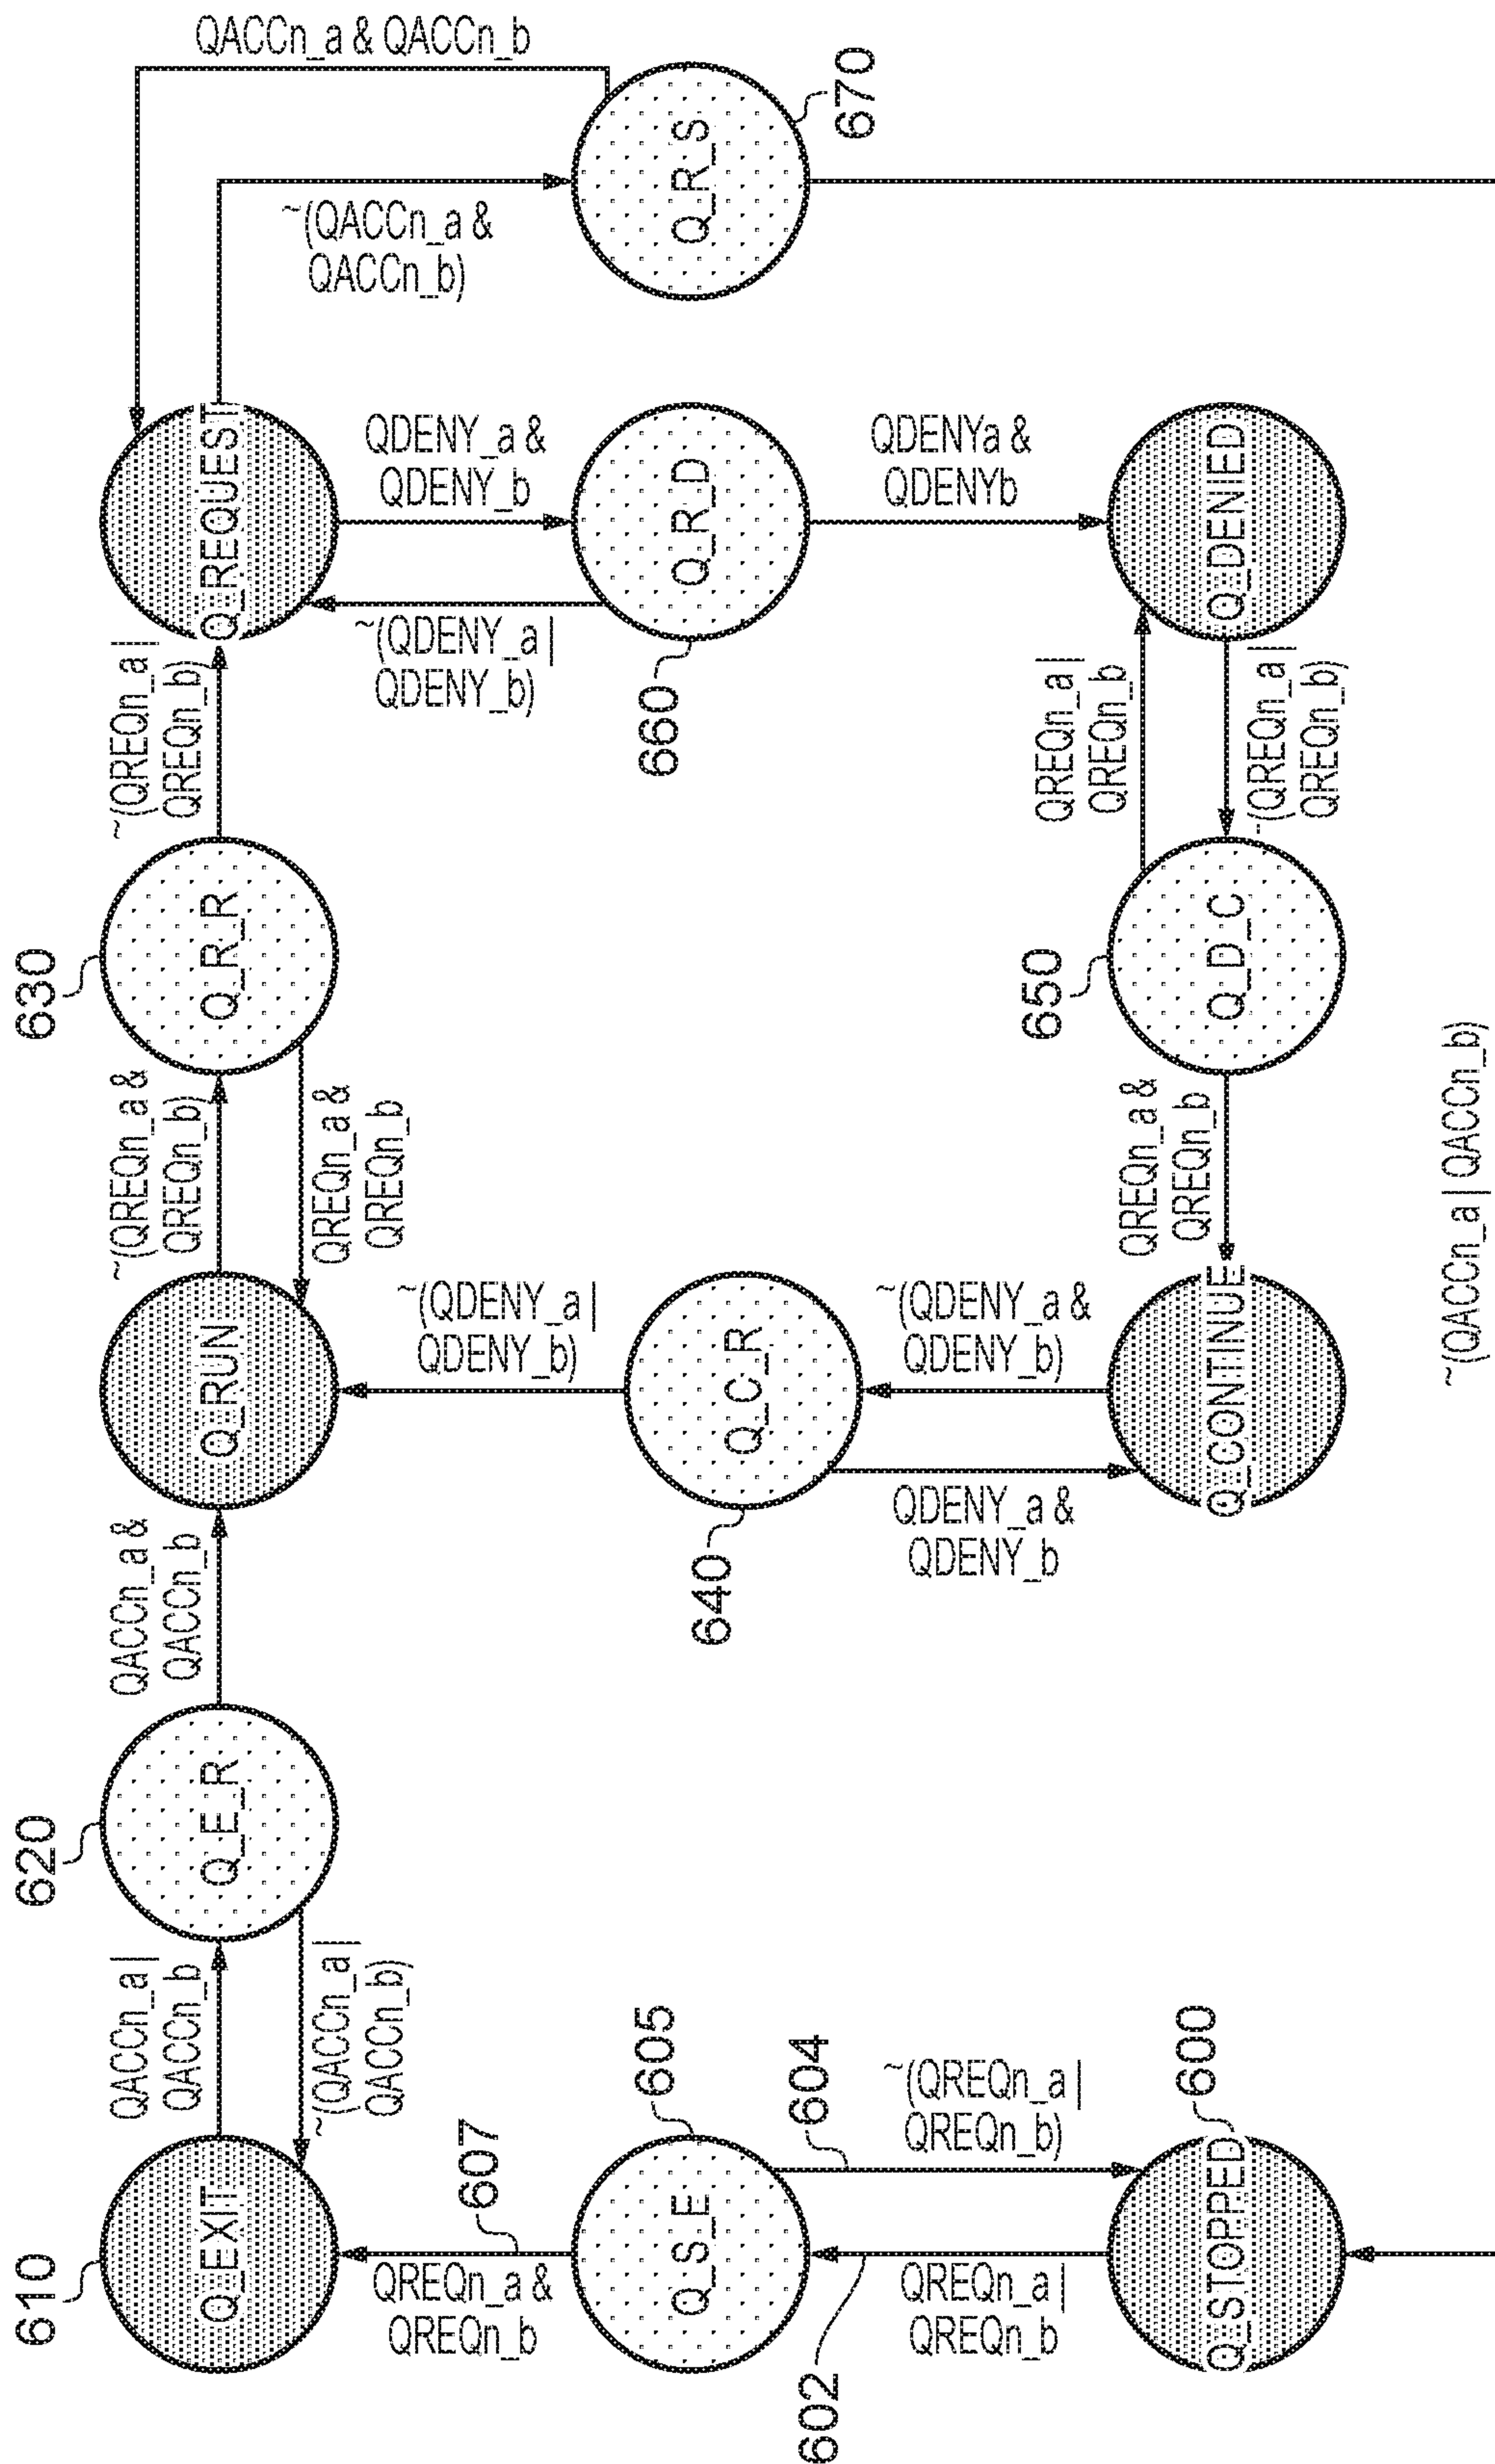 610
Q_EXIT
QACCn_a |
QACCn_b
~(QACCn_a |
QACCn_b)
620
Q_E_R
QACCn_a &
QACCn_b
Q_RUN
~(QREQn_a &
QREQn_b)
QREQn_a &
QREQn_b
630
Q_R_R
~(QREQn_a |
QREQn_b)
Q_REQUEST
QACCn_a & QACCn_b
~(QACCn_a &
QACCn_b)
607
QREQn_a &
QREQn_b
605
Q_S_E
604
~(QREQn_a |
QREQn_b)
602
QREQn_a |
QREQn_b
600
Q_STOPPED
~(QDENY_a |
QDENY_b)
640
Q_C_R
~(QDENY_a &
QDENY_b)
QDENY_a &
QDENY_b
Q_CONTINUE
QDENY_a &
QDENY_b
~(QDENY_a |
QDENY_b)
660
Q_R_D
QDENYa &
QDENYb
670
Q_R_S
QREQn_a |
QREQn_b
650
Q_D_C
QREQn_a &
QREQn_b
~(QREQn_a |
QREQn_b)
Q_DENIED
~(QACCn_a | QACCn_b)